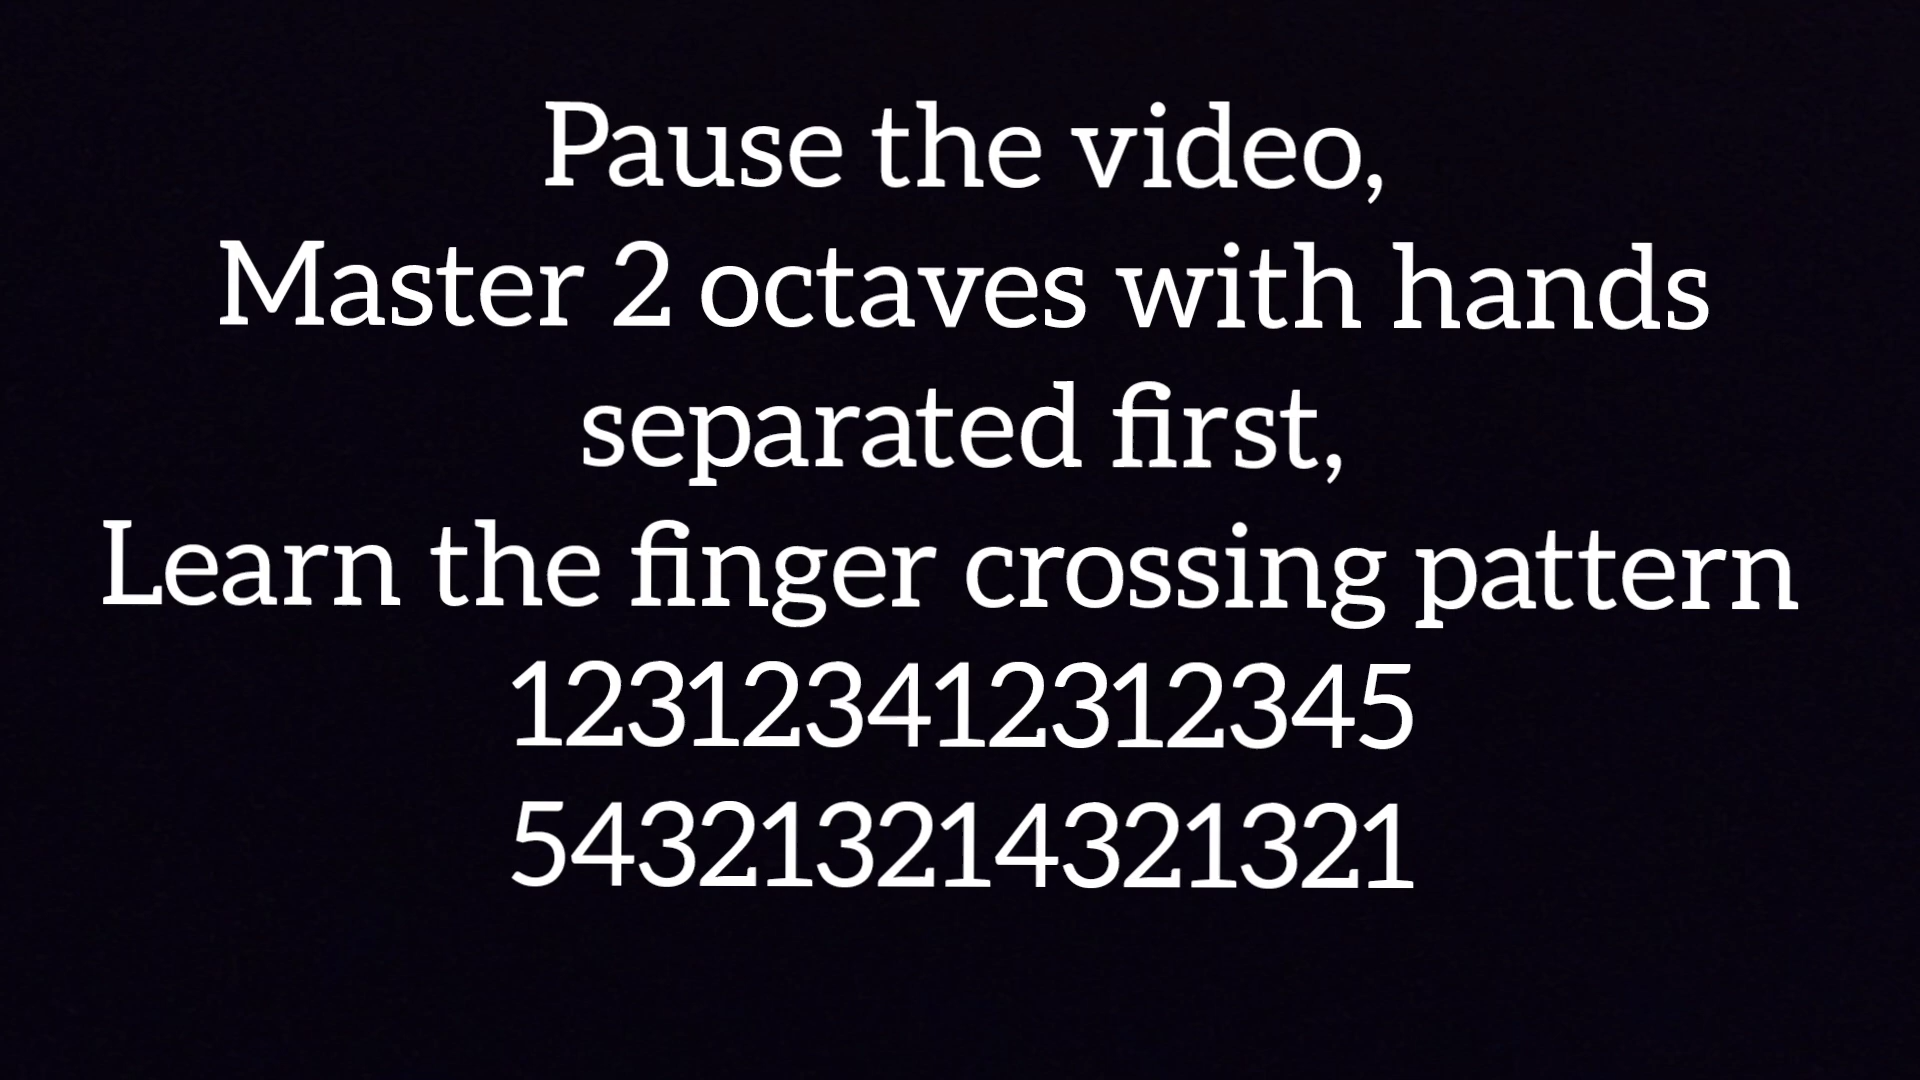 Pause the video,
Master 2 octaves with hands
separated first,
Learn the finger crossing pattern
123123412312345
543213214321321